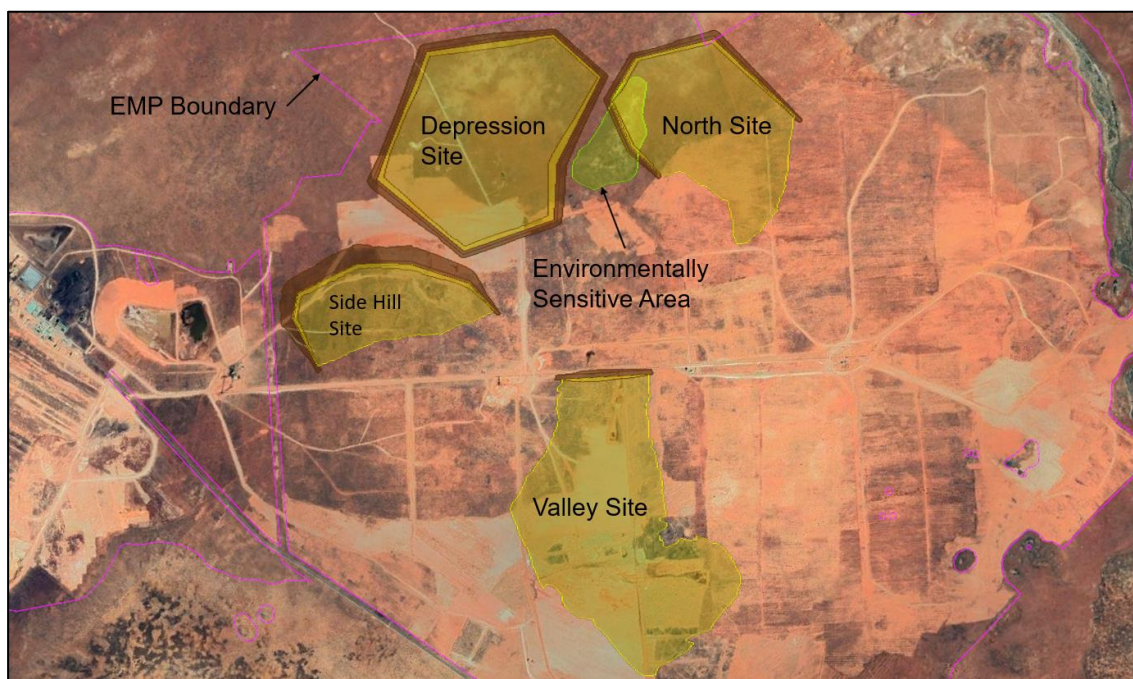 EMP Boundary
Depression
Site
North Site
Environmentally
Sensitive Area
Side Hill
Site
Valley Site